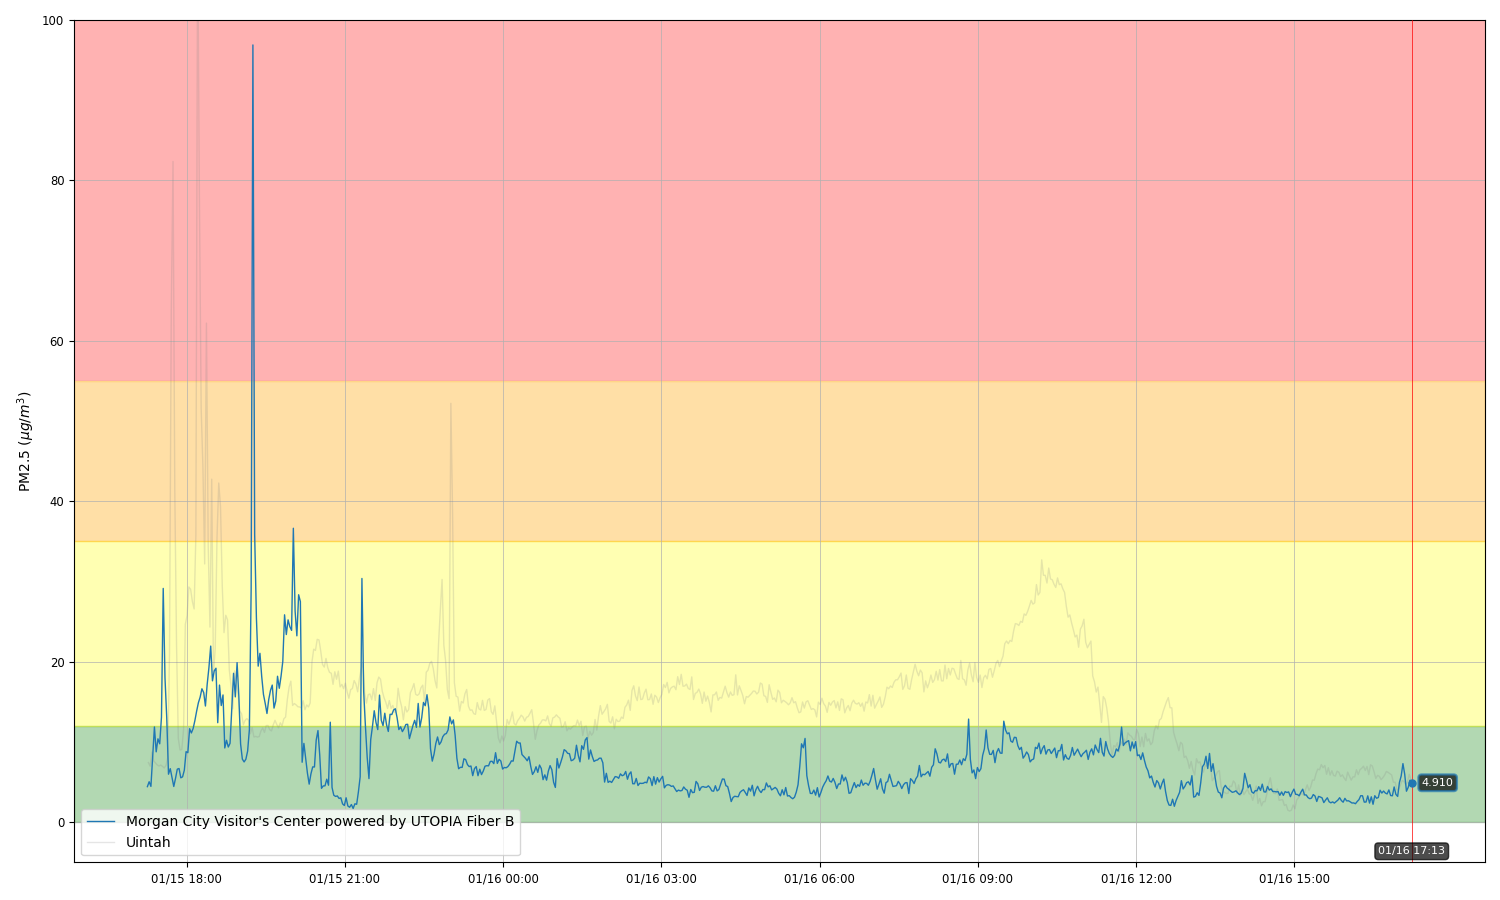 100
80
60
40
20
0
PM2.5 (μg/m³)
Morgan City Visitor's Center powered by UTOPIA Fiber B
Uintah
4.910
01/16 17:13
01/15 18:00 01/15 21:00 01/16 00:00 01/16 03:00 01/16 06:00 01/16 09:00 01/16 12:00 01/16 15:00